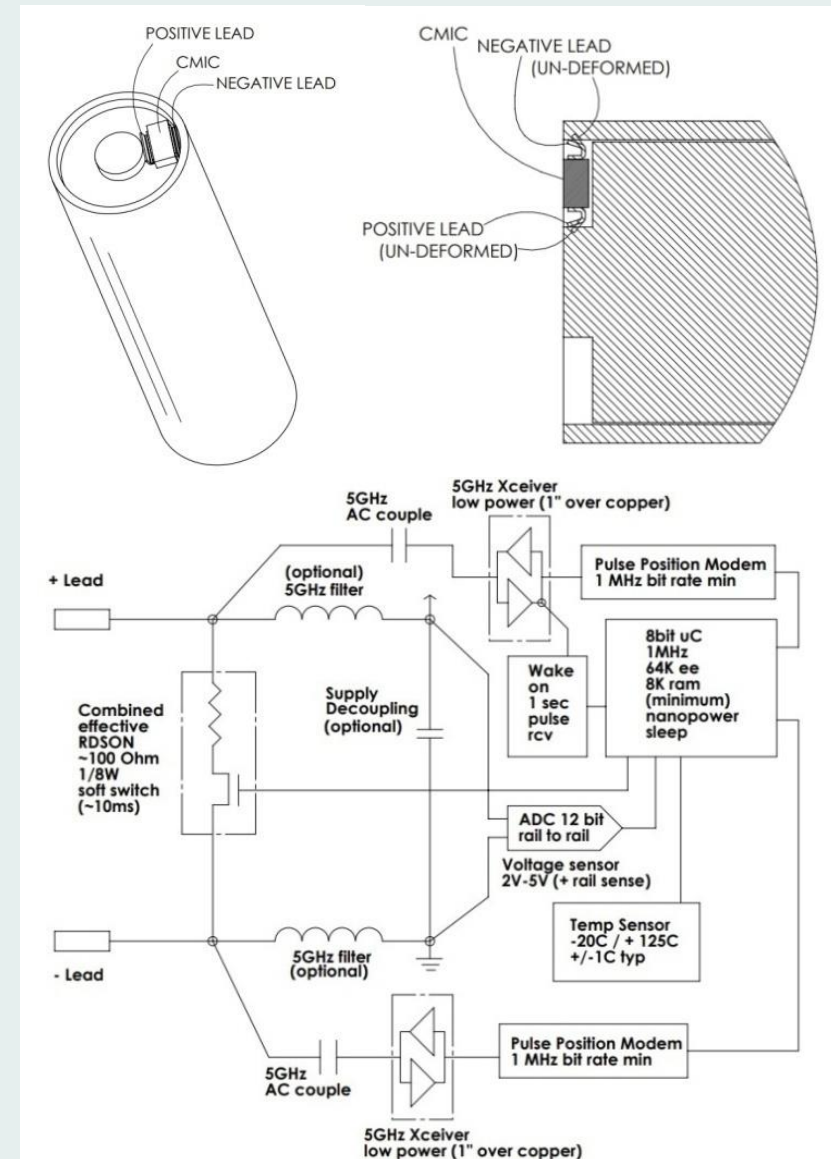 POSITIVE LEAD
CMIC
NEGATIVE LEAD
CMIC
NEGATIVE LEAD
(UN-DEFORMED)
POSITIVE LEAD
(UN-DEFORMED)
5GHz
AC couple
5GHz Xceiver
low power (1" over copper)
Pulse Position Modem
1 MHz bit rate min
+ Lead
(optional)
5GHz filter
Combined
effective
RDSON
~100 Ohm
1/8W
soft switch
(~10ms)
Supply
Decoupling
(optional)
Wake
on
1 sec
pulse
rcv
8bit uC
1MHz
64K ee
8K ram
(minimum)
nanopower
sleep
ADC 12 bit
rail to rail
Voltage sensor
2V-5V (+ rail sense)
Temp Sensor
-20C / + 125C
+/-1C typ
- Lead
5GHz filter
(optional)
5GHz
AC couple
Pulse Position Modem
1 MHz bit rate min
5GHz Xceiver
low power (1" over copper)